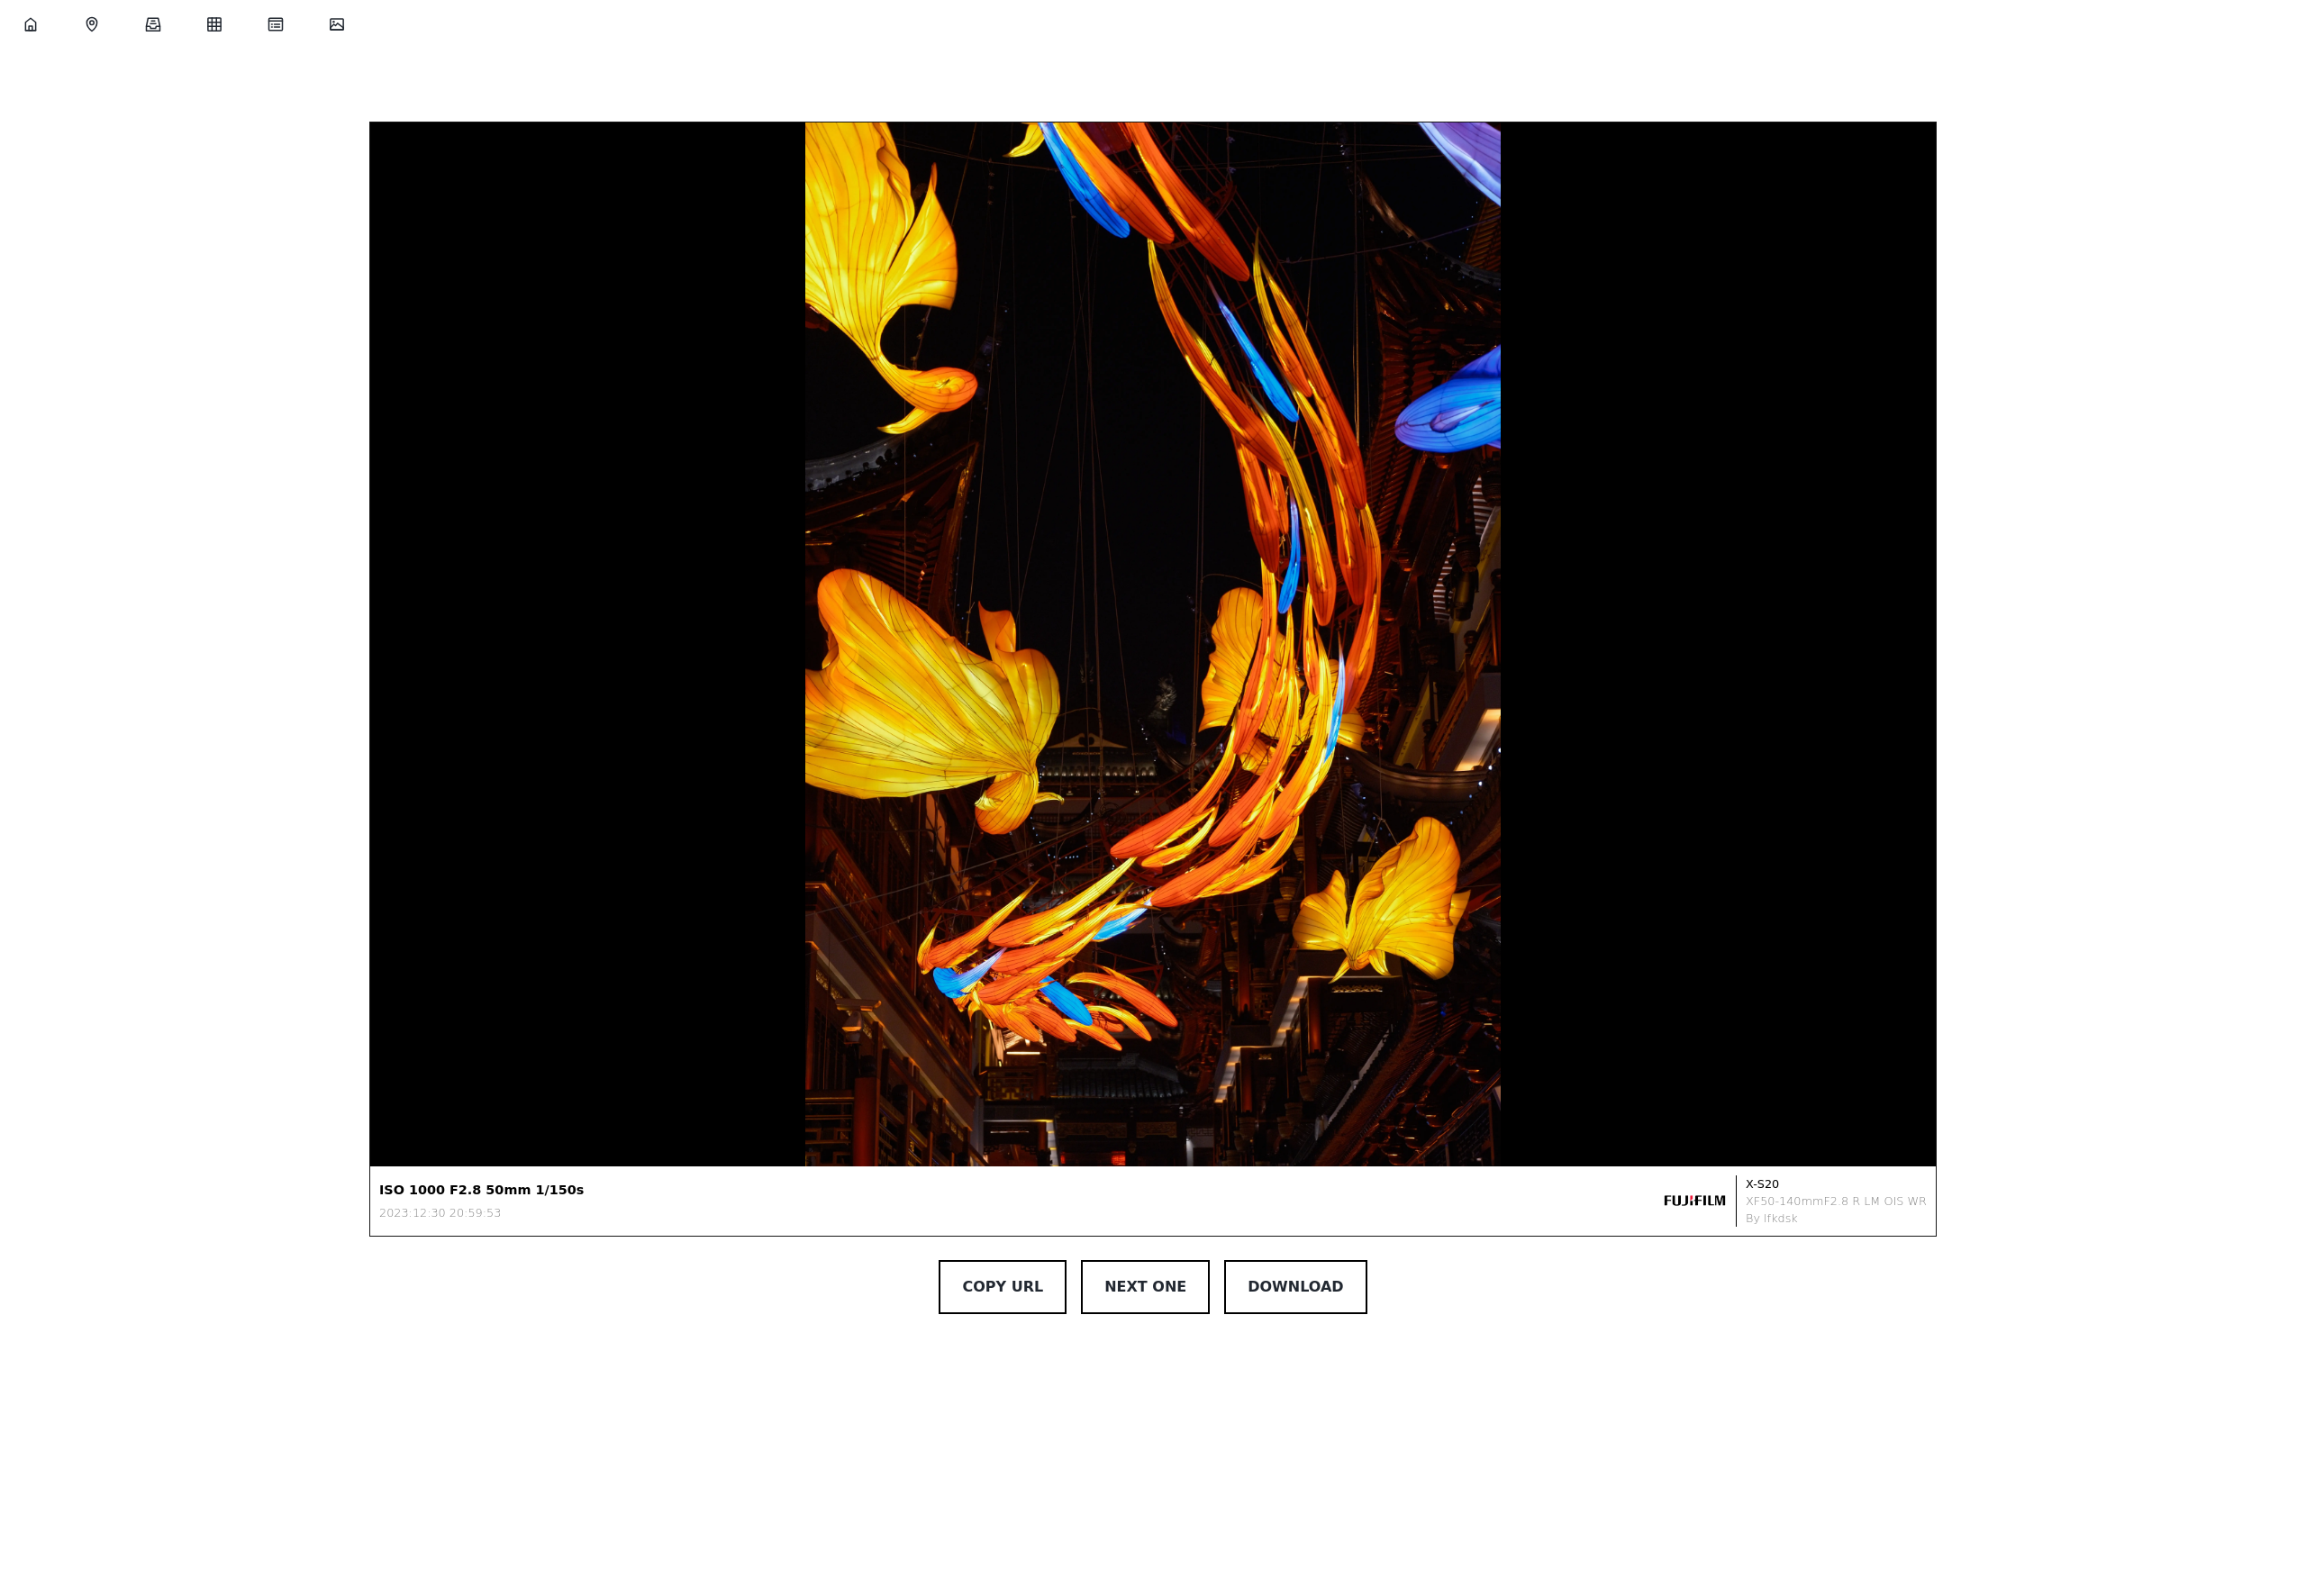 ISO 1000 F2.8 50mm 1/150s
2023:12:30 20:59:53
FUJIFILM
X-S20
XF50-140mmF2.8 R LM OIS WR
By lfkdsk
COPY URL
NEXT ONE
DOWNLOAD